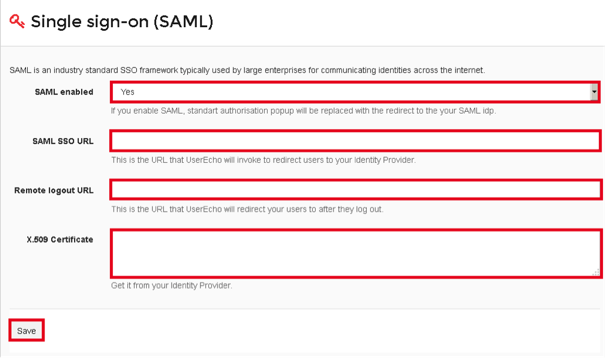 Single sign-on (SAML)
SAML is an industry standard SSO framework typically used by large enterprises for communicating identities across the internet.
SAML enabled
Yes
If you enable SAML, standart authorisation popup will be replaced with the redirect to the your SAML idp.
SAML SSO URL
This is the URL that UserEcho will invoke to redirect users to your Identity Provider.
Remote logout URL
This is the URL that UserEcho will redirect your users to after they log out.
X.509 Certificate
Get it from your Identity Provider.
Save